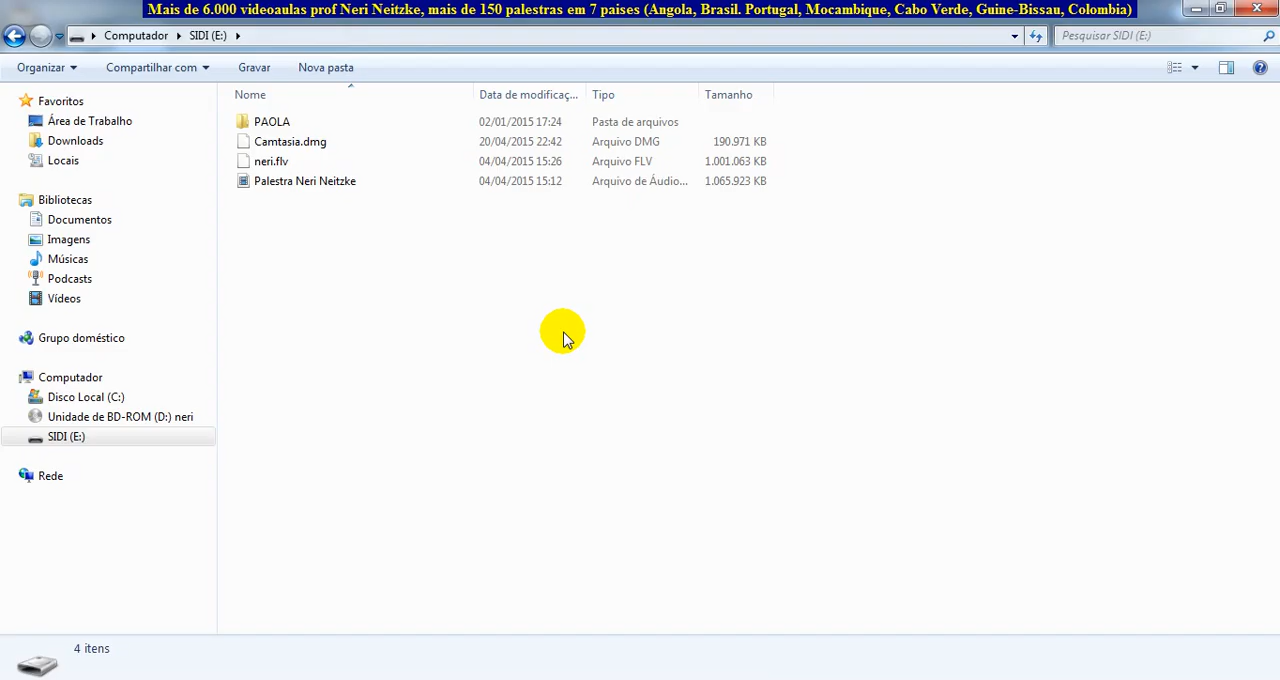 Mais de 6.000 videoaulas prof Neri Neitzke, mais de 150 palestras em 7 paises (Angola, Brasil. Portugal, Mocambique, Cabo Verde, Guine-Bissau, Colombia)
Computador SIDI (E:)
Pesquisar SIDI (E:)
Organizar Compartilhar com Gravar Nova pasta
Nome Data de modificaç... Tipo Tamanho
PAOLA 02/01/2015 17:24 Pasta de arquivos
Camtasia.dmg 20/04/2015 22:42 Arquivo DMG 190.971 KB
neri.flv 04/04/2015 15:26 Arquivo FLV 1.001.063 KB
Palestra Neri Neitzke 04/04/2015 15:12 Arquivo de Áudio... 1.065.923 KB
Favoritos
Área de Trabalho
Downloads
Locais
Bibliotecas
Documentos
Imagens
Músicas
Podcasts
Vídeos
Grupo doméstico
Computador
Disco Local (C:)
Unidade de BD-ROM (D:) neri
SIDI (E:)
Rede
4 itens